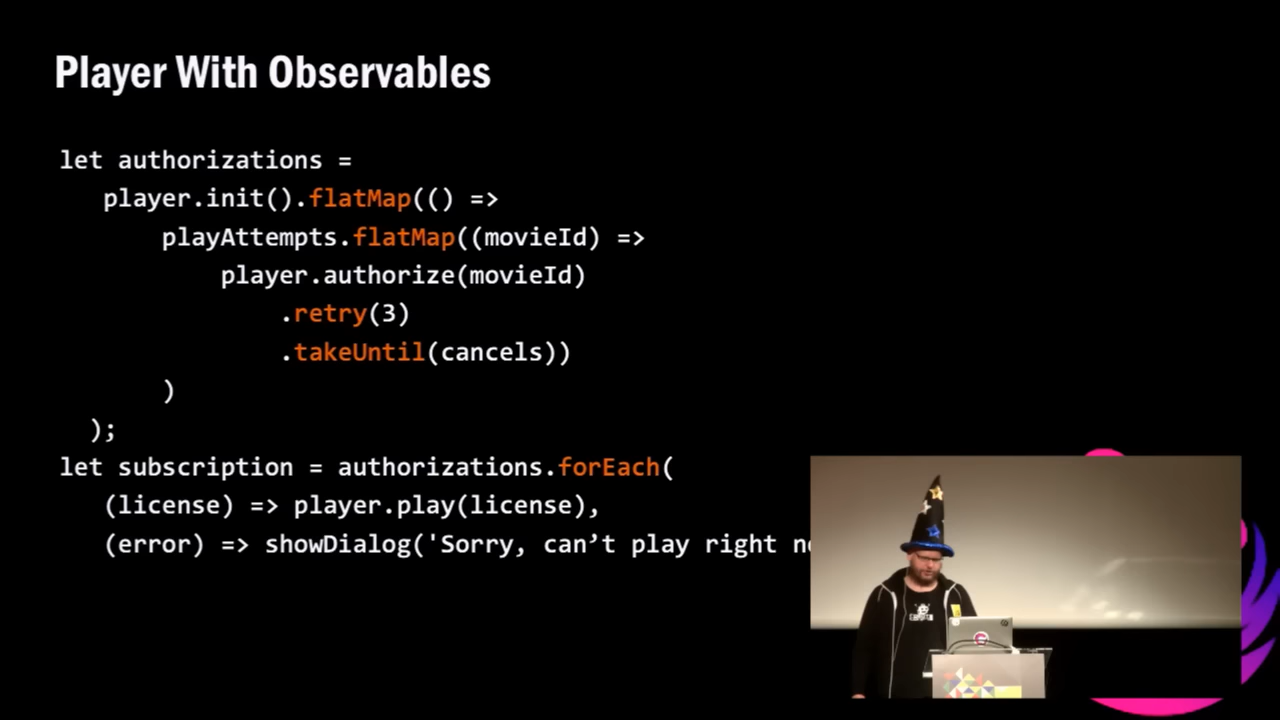 Player With Observables
let authorizations =
player.init().flatMap(() =>
playAttempts.flatMap((movieId) =>
player.authorize(movieId)
.retry(3)
.takeUntil(cancels))
)
);
let subscription = authorizations.forEach(
(license) => player.play(license),
(error) => showDialog('Sorry, can’t play right